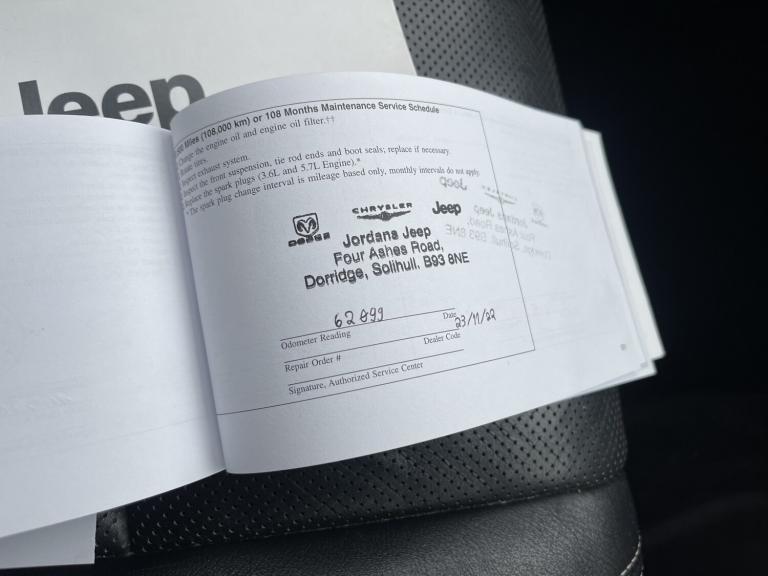 Jeep
Miles (108,000 km) or 108 Months Maintenance Service Schedule
Change the engine oil and engine oil filter.††
Rotate tires.
Inspect exhaust system.
Inspect the front suspension, tie rod ends and boot seals; replace if necessary.
Replace the spark plugs (3.6L and 5.7L Engine).*
*The spark plug change interval is mileage based only, monthly intervals do not apply.
DODGE CHRYSLER Jeep
Jordans Jeep
Four Ashes Road,
Dorridge, Solihull. B93 8NE
62899 23/11/22
Odometer Reading Date
Repair Order # Dealer Code
Signature, Authorized Service Center